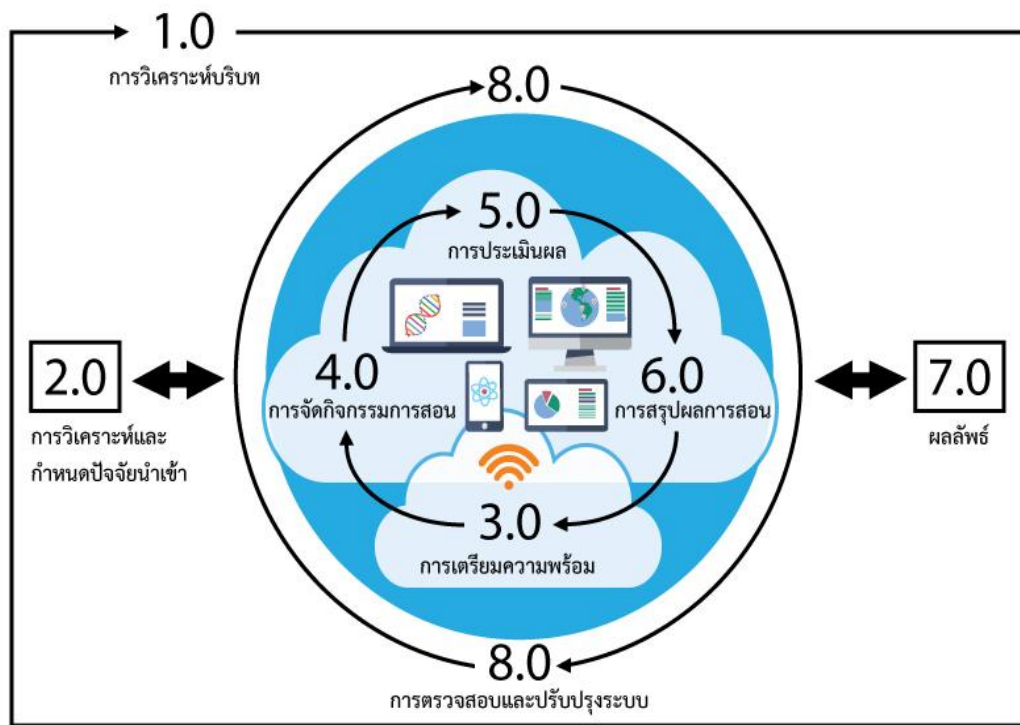 1.0
การวิเคราะห์บริบท
8.0
5.0
การประเมินผล
2.0
การวิเคราะห์และ
กำหนดปัจจัยนำเข้า
4.0
การจัดกิจกรรมการสอน
6.0
การสรุปผลการสอน
7.0
ผลลัพธ์
3.0
การเตรียมความพร้อม
8.0
การตรวจสอบและปรับปรุงระบบ